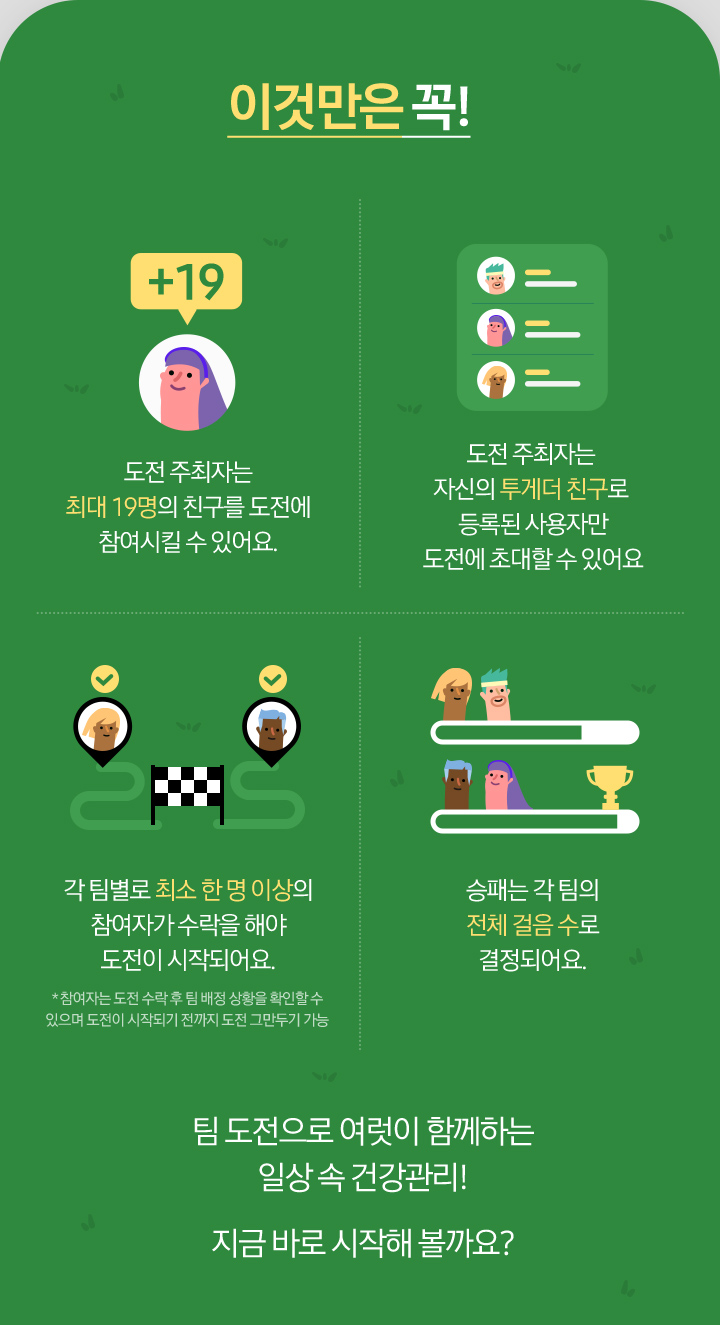 이것만은 꼭!
+19
도전 주최자는
최대 19명의 친구를 도전에
참여시킬 수 있어요.
도전 주최자는
자신의 투게더 친구로
등록된 사용자만
도전에 초대할 수 있어요
각 팀별로 최소 한 명 이상의
참여자가 수락을 해야
도전이 시작되어요.
*참여자는 도전 수락 후 팀 배정 상황을 확인할 수
있으며 도전이 시작되기 전까지 도전 그만두기 가능
승패는 각 팀의
전체 걸음 수로
결정되어요.
팀 도전으로 여럿이 함께하는
일상 속 건강관리!
지금 바로 시작해 볼까요?